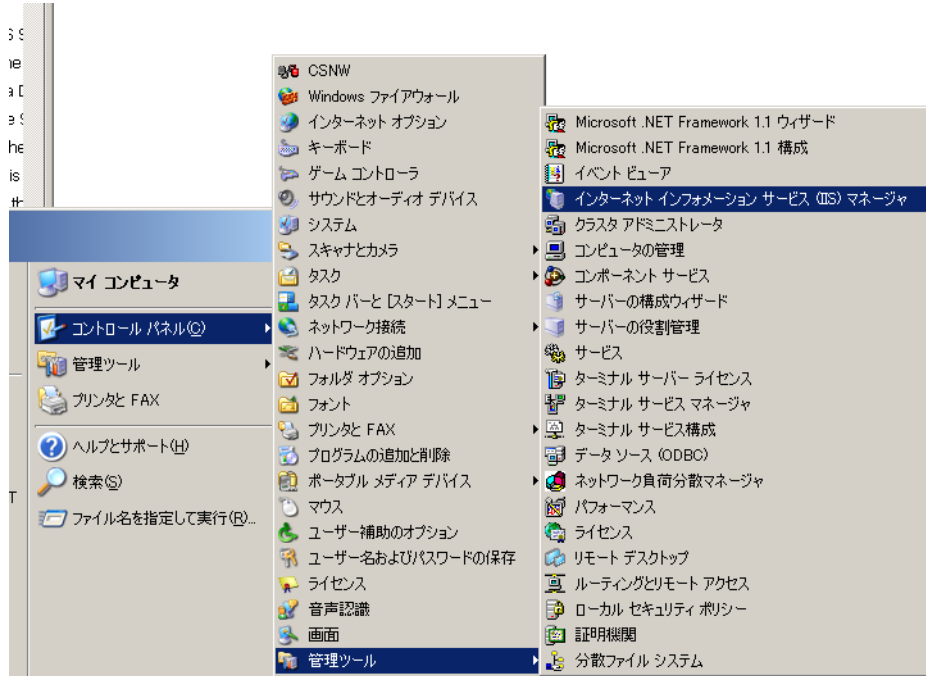 is
マイ コンピュータ
コントロール パネル(C)
管理ツール
プリンタと FAX
ヘルプとサポート(H)
検索(S)
ファイル名を指定して実行(R)...
T
CSNW
Windows ファイアウォール
インターネット オプション
キーボード
ゲーム コントローラ
サウンドとオーディオ デバイス
システム
スキャナとカメラ
タスク
タスク バーと [スタート] メニュー
ネットワーク接続
ハードウェアの追加
フォルダ オプション
フォント
プリンタと FAX
プログラムの追加と削除
ポータブル メディア デバイス
マウス
ユーザー補助のオプション
ユーザー名およびパスワードの保存
ライセンス
音声認識
画面
管理ツール
Microsoft .NET Framework 1.1 ウィザード
Microsoft .NET Framework 1.1 構成
イベント ビューア
インターネット インフォメーション サービス (IIS) マネージャ
クラスタ アドミニストレータ
コンピュータの管理
コンポーネント サービス
サーバーの構成ウィザード
サーバーの役割管理
サービス
ターミナル サーバー ライセンス
ターミナル サービス マネージャ
ターミナル サービス構成
データ ソース (ODBC)
ネットワーク負荷分散マネージャ
パフォーマンス
ライセンス
リモート デスクトップ
ルーティングとリモート アクセス
ローカル セキュリティ ポリシー
証明機関
分散ファイル システム